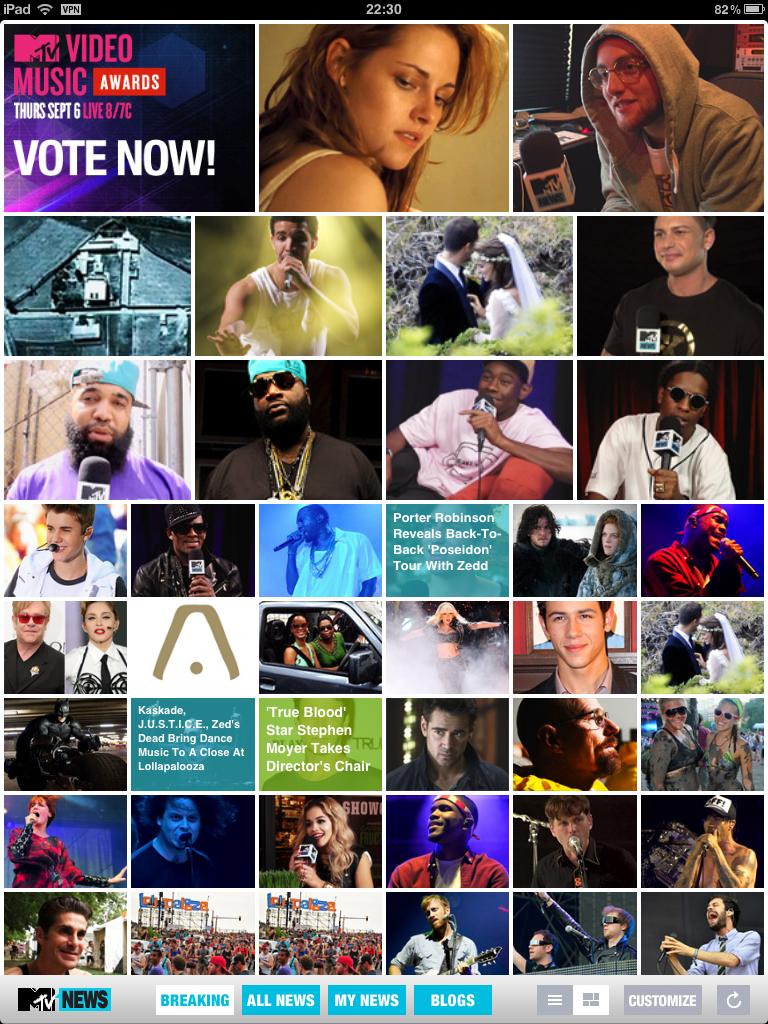 iPad VPN 22:30 82%
MTV VIDEO
MUSIC AWARDS
THURS SEPT 6 LIVE 8/7C
VOTE NOW!
Porter Robinson
Reveals Back-To-
Back 'Poseidon'
Tour With Zedd
Kaskade,
J.U.S.T.I.C.E., Zed's
Dead Bring Dance
Music To A Close At
Lollapalooza
'True Blood'
Star Stephen
Moyer Takes
Director's Chair
MTV NEWS BREAKING ALL NEWS MY NEWS BLOGS CUSTOMIZE